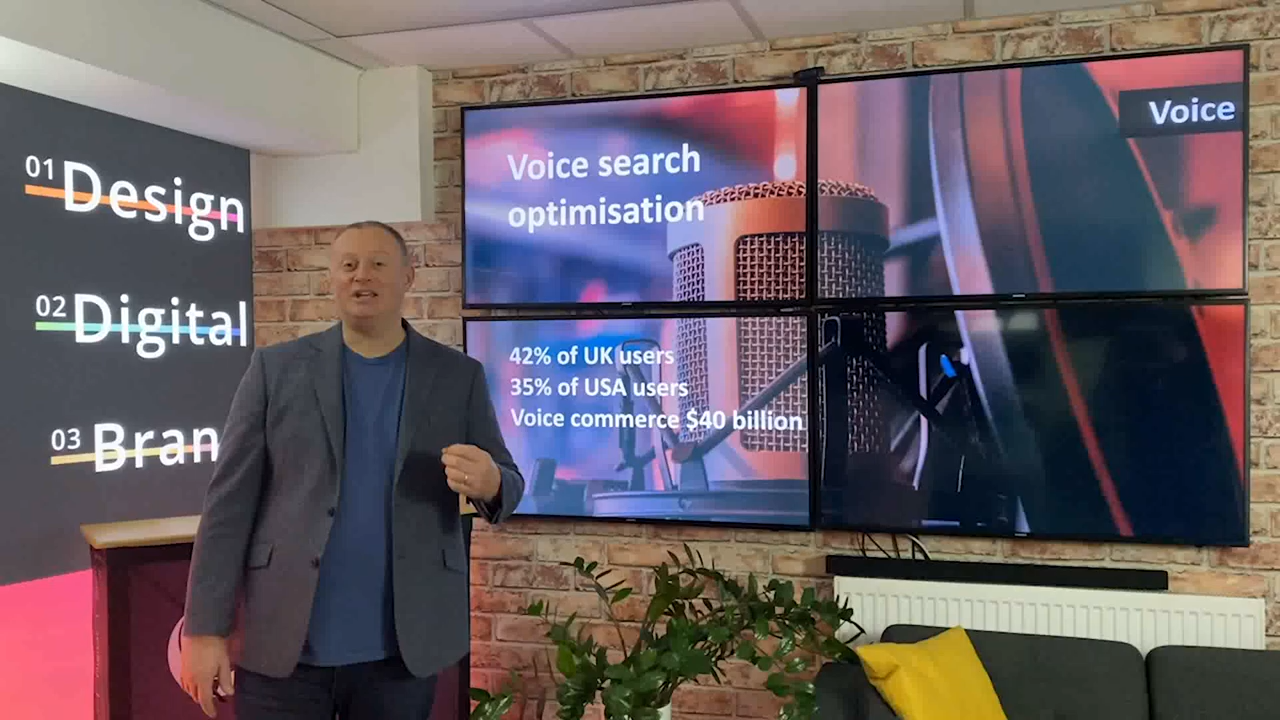 01 Design
02 Digital
03 Bran
Voice search
optimisation
42% of UK users
35% of USA users
Voice commerce $40 billion
Voice